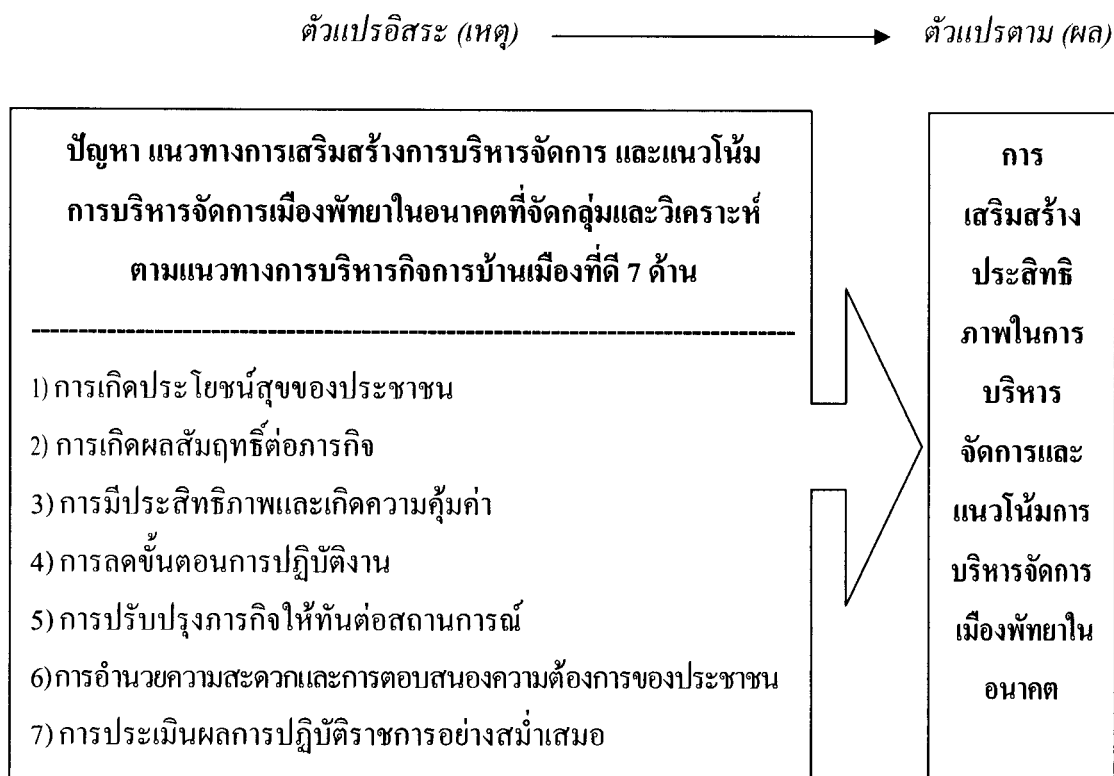 ตัวแปรอิสระ (เหตุ) ตัวแปรตาม (ผล)
ปัญหา แนวทางการเสริมสร้างการบริหารจัดการ และแนวโน้ม
การบริหารจัดการเมืองพัทยาในอนาคตที่จัดกลุ่มและวิเคราะห์
ตามแนวทางการบริหารกิจการบ้านเมืองที่ดี 7 ด้าน
1) การเกิดประโยชน์สุขของประชาชน
2) การเกิดผลสัมฤทธิ์ต่อภารกิจ
3) การมีประสิทธิภาพและเกิดความคุ้มค่า
4) การลดขั้นตอนการปฏิบัติงาน
5) การปรับปรุงภารกิจให้ทันต่อสถานการณ์
6) การอำนวยความสะดวกและการตอบสนองความต้องการของประชาชน
7) การประเมินผลการปฏิบัติราชการอย่างสม่ำเสมอ
การ
เสริมสร้าง
ประสิทธิ
ภาพในการ
บริหาร
จัดการและ
แนวโน้มการ
บริหารจัดการ
เมืองพัทยาใน
อนาคต